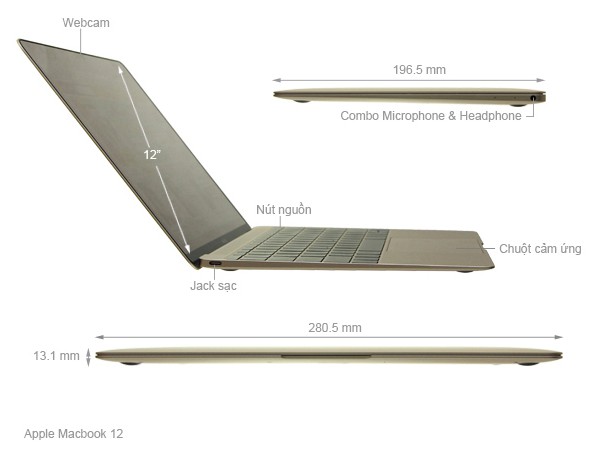 Webcam
196.5 mm
Combo Microphone & Headphone
12"
Nút nguồn
Chuột cảm ứng
Jack sạc
280.5 mm
13.1 mm
Apple Macbook 12